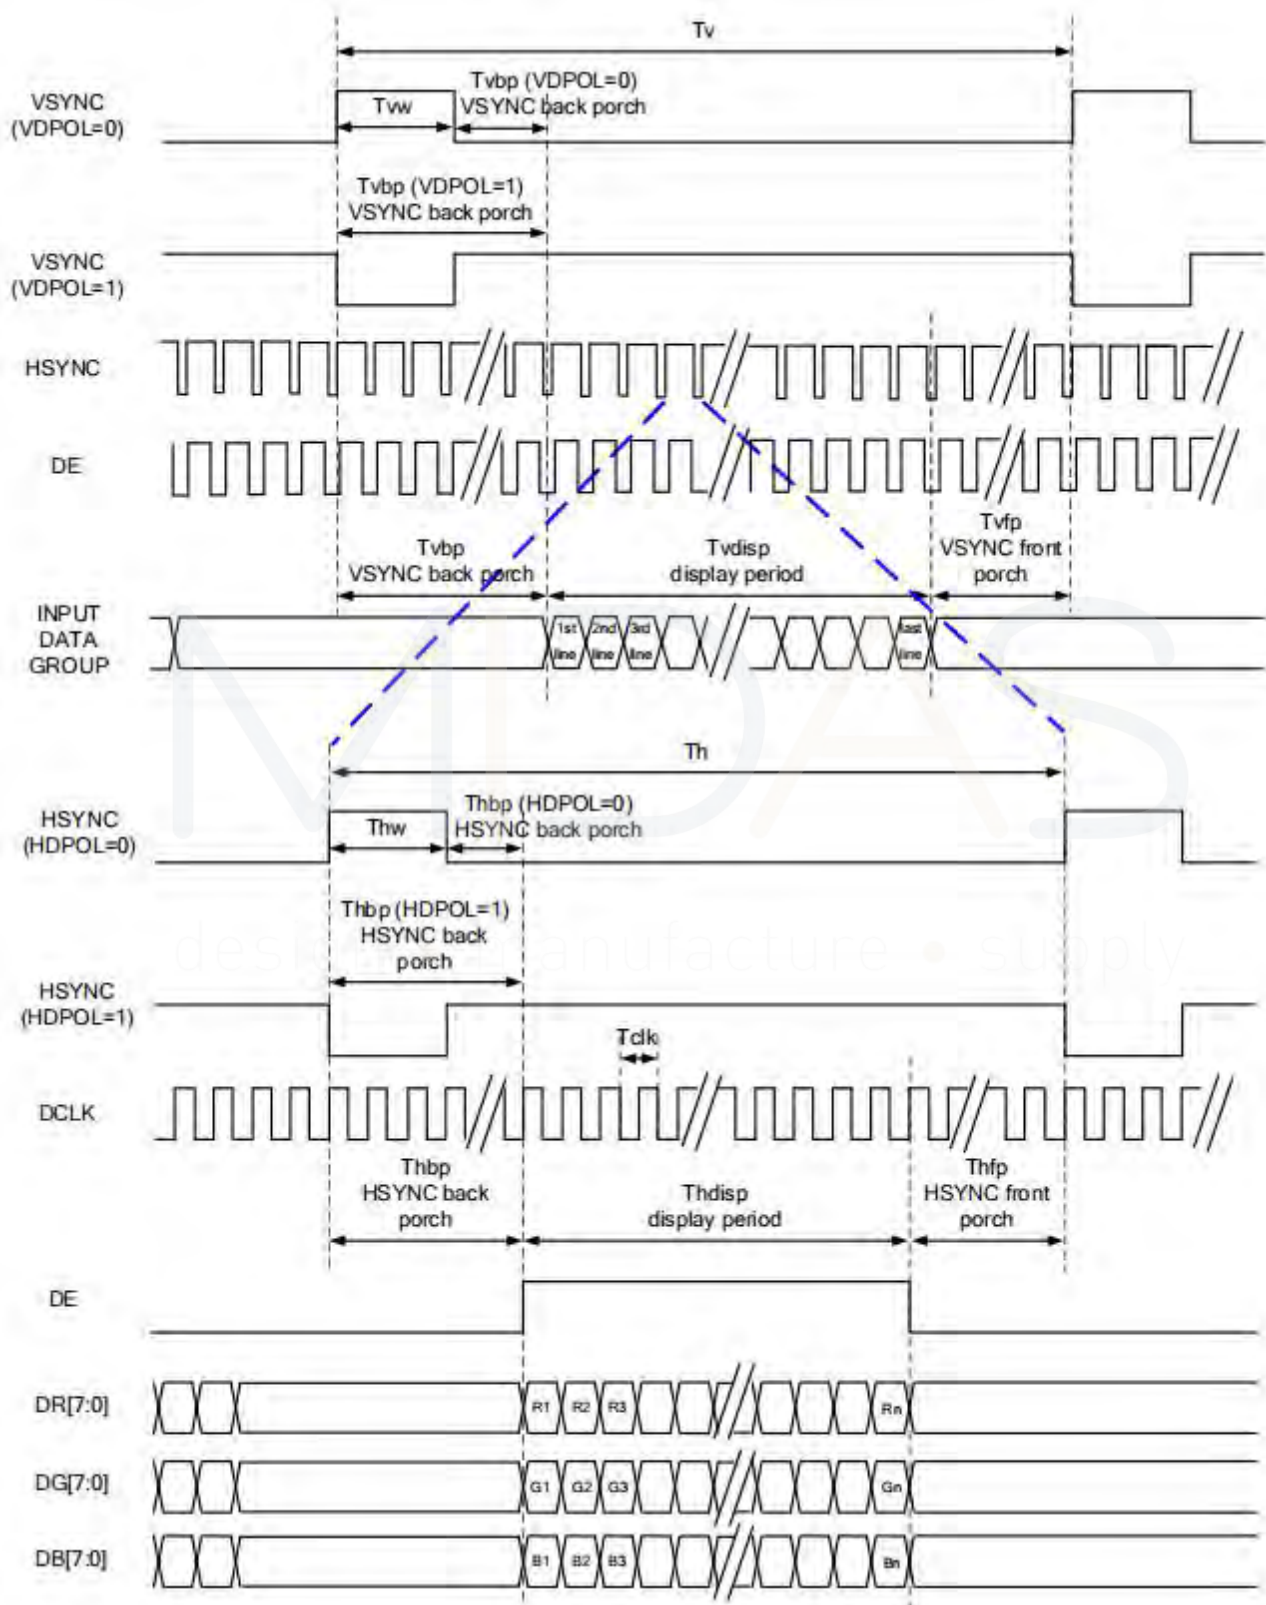 Tv
VSYNC
(VDPOL=0)
Tvw
Tvbp (VDPOL=0)
VSYNC back porch
Tvbp (VDPOL=1)
VSYNC back porch
VSYNC
(VDPOL=1)
HSYNC
DE
Tvbp
VSYNC back porch
Tvdisp
display period
Tvfp
VSYNC front
porch
INPUT
DATA
GROUP
1st
line
2nd
line
3rd
line
last
line
MIDAS
Th
HSYNC
(HDPOL=0)
Thw
Thbp (HDPOL=0)
HSYNC back porch
Thbp (HDPOL=1)
HSYNC back
porch
design • manufacture • supply
HSYNC
(HDPOL=1)
Tclk
DCLK
Thbp
HSYNC back
porch
Thdisp
display period
Thfp
HSYNC front
porch
DE
DR[7:0]
R1 R2 R3 Rn
DG[7:0]
G1 G2 G3 Gn
DB[7:0]
B1 B2 B3 Bn